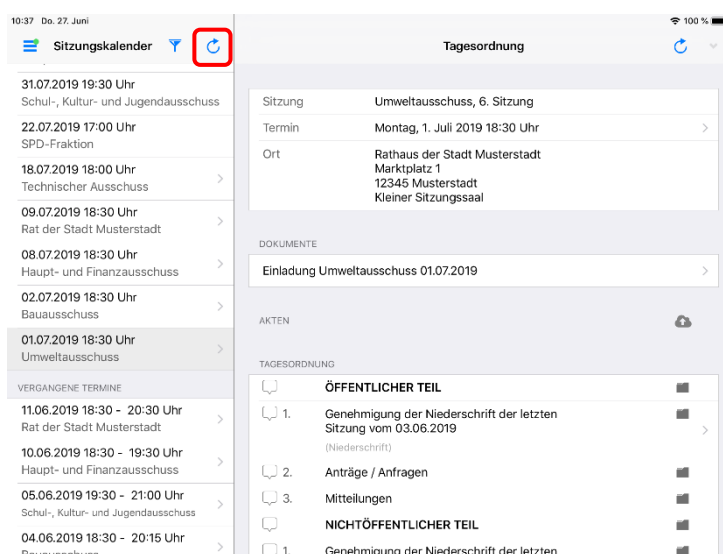 10:37 Do. 27. Juni
100 %
Sitzungskalender
31.07.2019 19:30 Uhr
Schul-, Kultur- und Jugendausschuss
22.07.2019 17:00 Uhr
SPD-Fraktion
18.07.2019 18:00 Uhr
Technischer Ausschuss
09.07.2019 18:30 Uhr
Rat der Stadt Musterstadt
08.07.2019 18:30 Uhr
Haupt- und Finanzausschuss
02.07.2019 18:30 Uhr
Bauausschuss
01.07.2019 18:30 Uhr
Umweltausschuss
VERGANGENE TERMINE
11.06.2019 18:30 - 20:30 Uhr
Rat der Stadt Musterstadt
10.06.2019 18:30 - 19:30 Uhr
Haupt- und Finanzausschuss
05.06.2019 19:30 - 21:00 Uhr
Schul-, Kultur- und Jugendausschuss
04.06.2019 18:30 - 20:15 Uhr
Bauausschuss
Tagesordnung
Sitzung Umweltausschuss, 6. Sitzung
Termin Montag, 1. Juli 2019 18:30 Uhr
Ort Rathaus der Stadt Musterstadt
Marktplatz 1
12345 Musterstadt
Kleiner Sitzungssaal
DOKUMENTE
Einladung Umweltausschuss 01.07.2019
AKTEN
TAGESORDNUNG
ÖFFENTLICHER TEIL
1. Genehmigung der Niederschrift der letzten
Sitzung vom 03.06.2019
(Niederschrift)
2. Anträge / Anfragen
3. Mitteilungen
NICHTÖFFENTLICHER TEIL
1. Genehmigung der Niederschrift der letzten